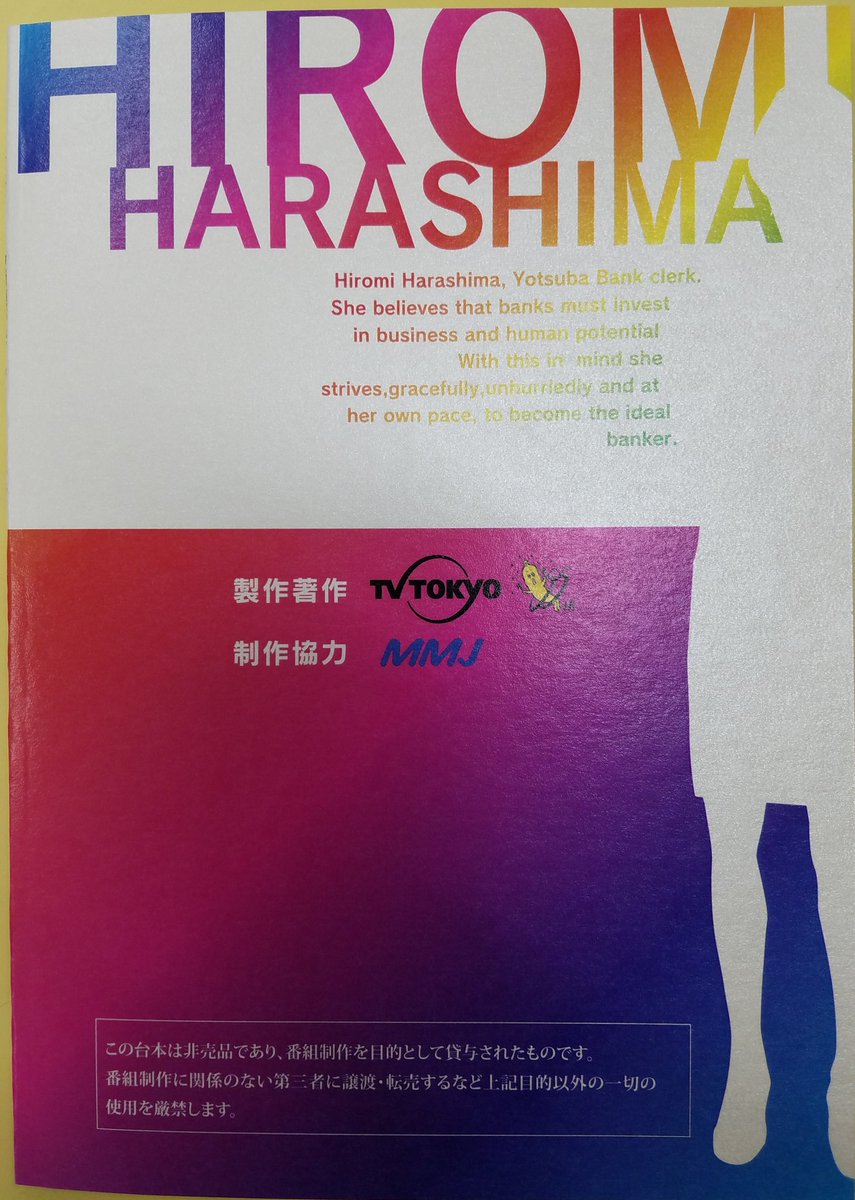 HIROMI
HARASHIMA
Hiromi Harashima, Yotsuba Bank clerk.
She believes that banks must invest
in business and human potential
With this in mind she
strives,gracefully,unhurriedly and at
her own pace, to become the ideal
banker.
製作著作 TV TOKYO
制作協力 MMJ
この台本は非売品であり、番組制作を目的として貸与されたものです。
番組制作に関係のない第三者に譲渡・転売するなど上記目的以外の一切の
使用を厳禁します。